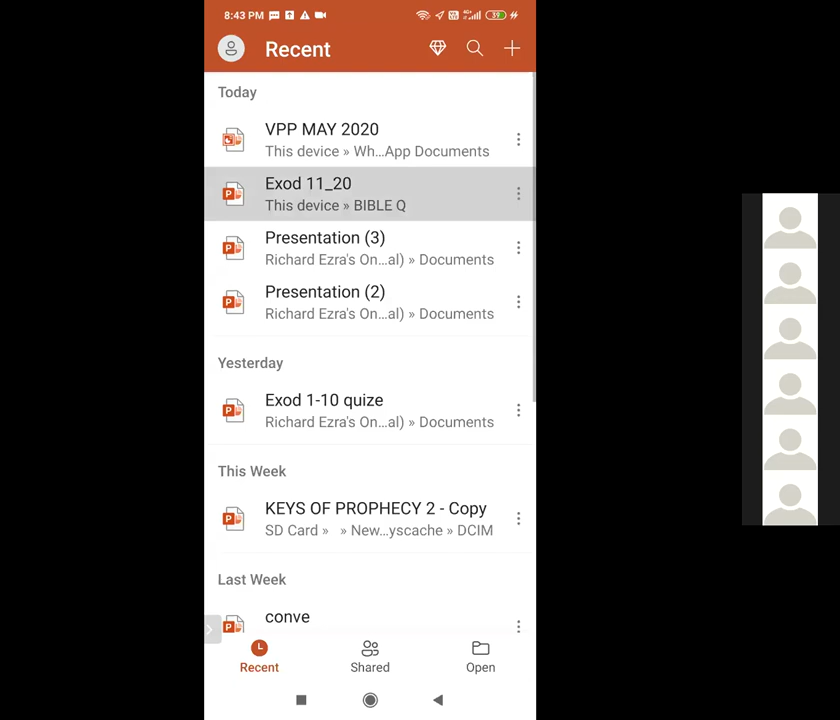 8:43 PM
4G+
39
Recent
Today
VPP MAY 2020
This device » Wh...App Documents
Exod 11_20
This device » BIBLE Q
Presentation (3)
Richard Ezra's On...al) » Documents
Presentation (2)
Richard Ezra's On...al) » Documents
Yesterday
Exod 1-10 quize
Richard Ezra's On...al) » Documents
This Week
KEYS OF PROPHECY 2 - Copy
SD Card » » New...yscache » DCIM
Last Week
conve
Recent
Shared
Open